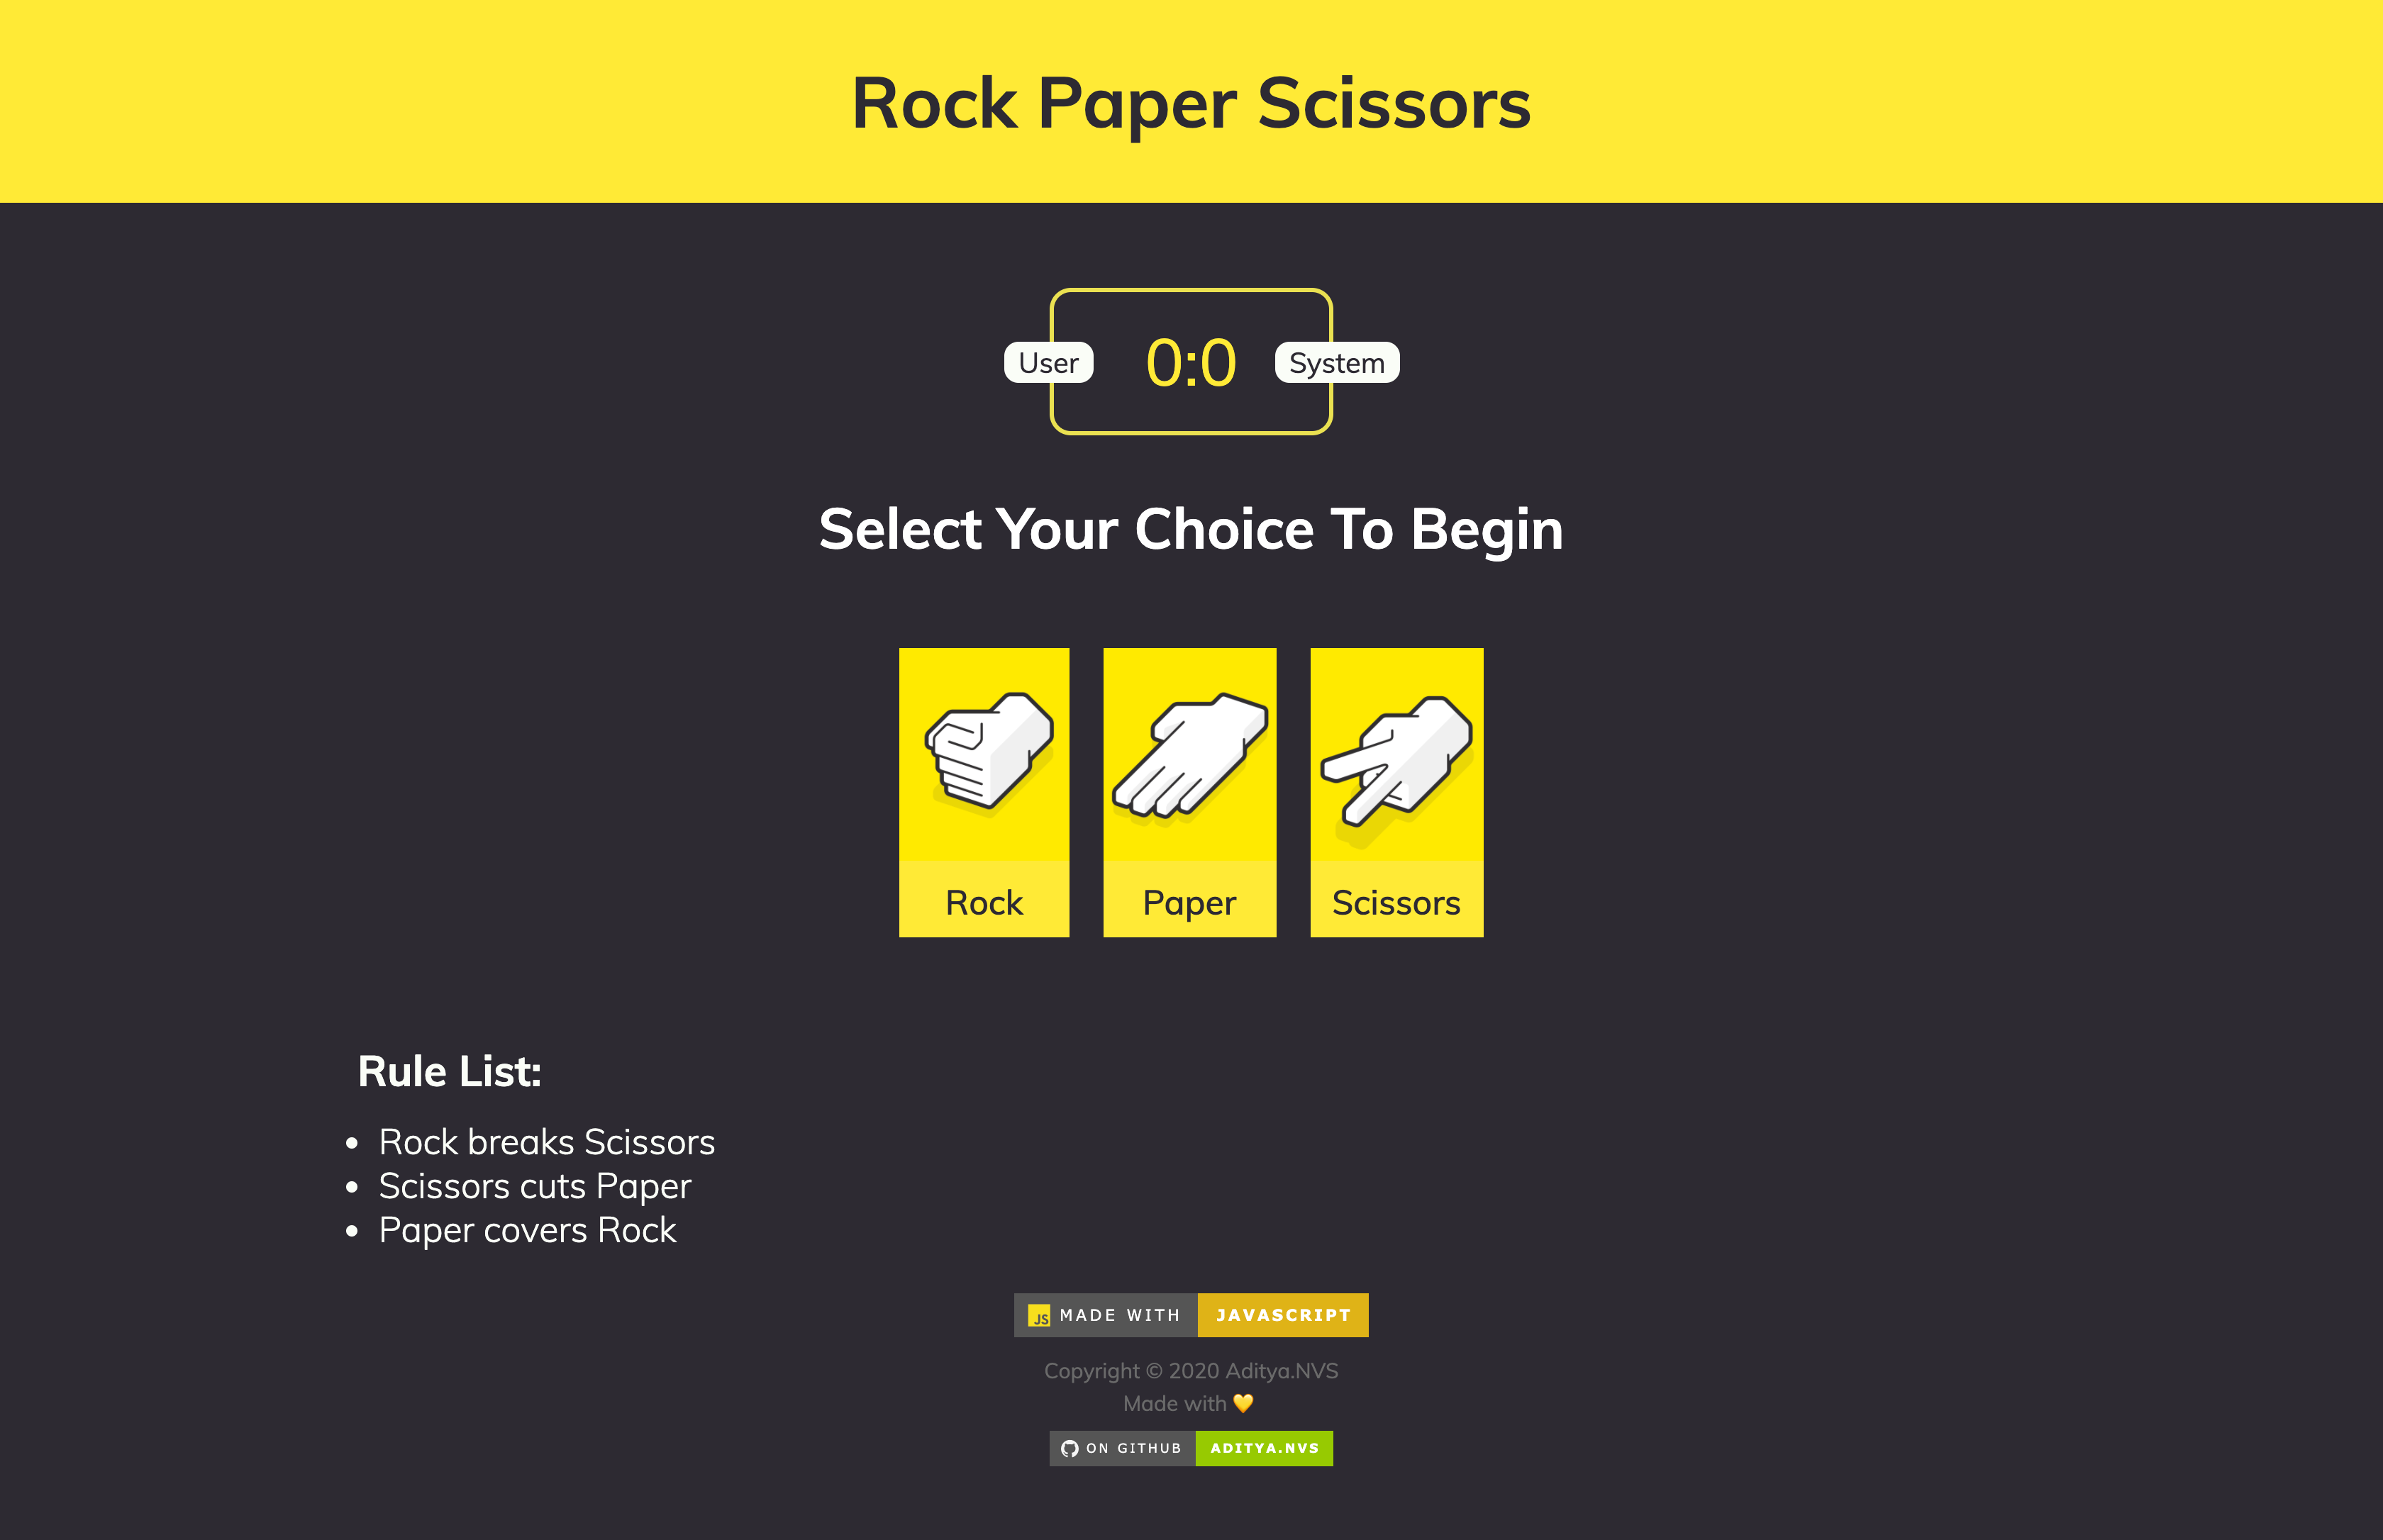 Rock Paper Scissors
User 0:0 System
Select Your Choice To Begin
Rock Paper Scissors
Rule List:
• Rock breaks Scissors
• Scissors cuts Paper
• Paper covers Rock
JS MADE WITH JAVASCRIPT
Copyright © 2020 Aditya.NVS
Made with 💛
ON GITHUB ADITYA.NVS